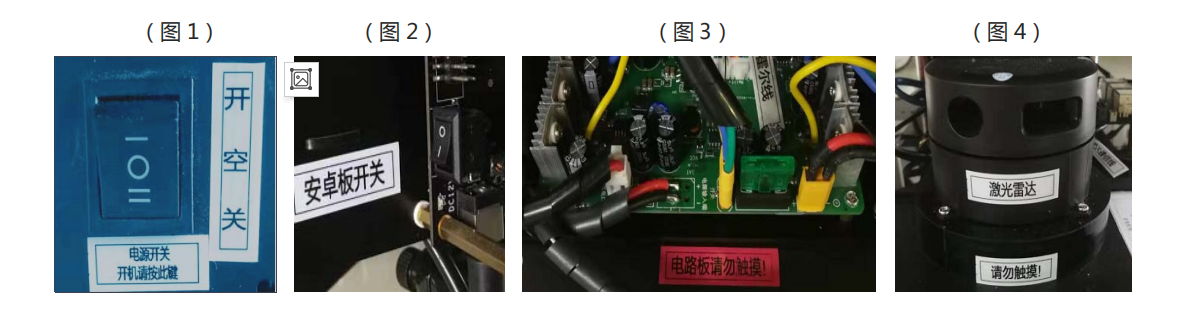 （图1）
（图2）
（图3）
（图4）
开
空
关
I
O
II
电源开关
开机请按此键
安卓板开关
O
I
DC12V
霍尔线
电路板请勿触摸!
激光雷达
请勿触摸!